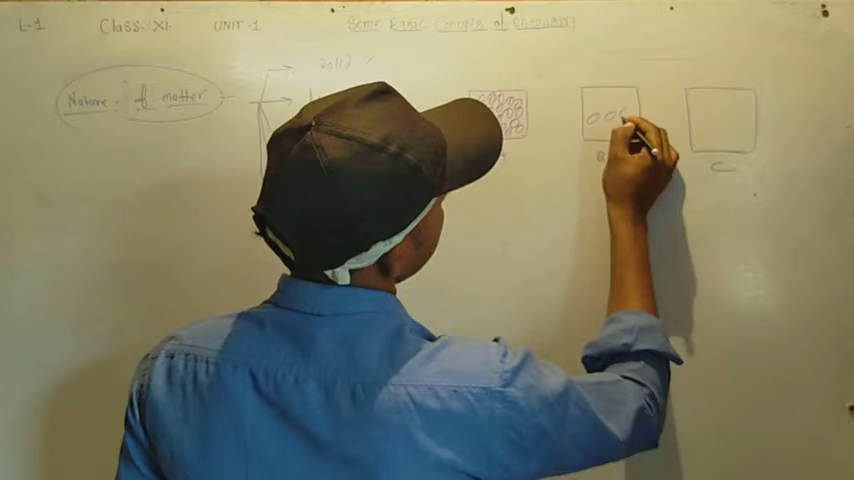 L-1 CLASS: XI UNIT-1 Some Basic Concepts of Chemistry
Solid
Nature of matter
B
C